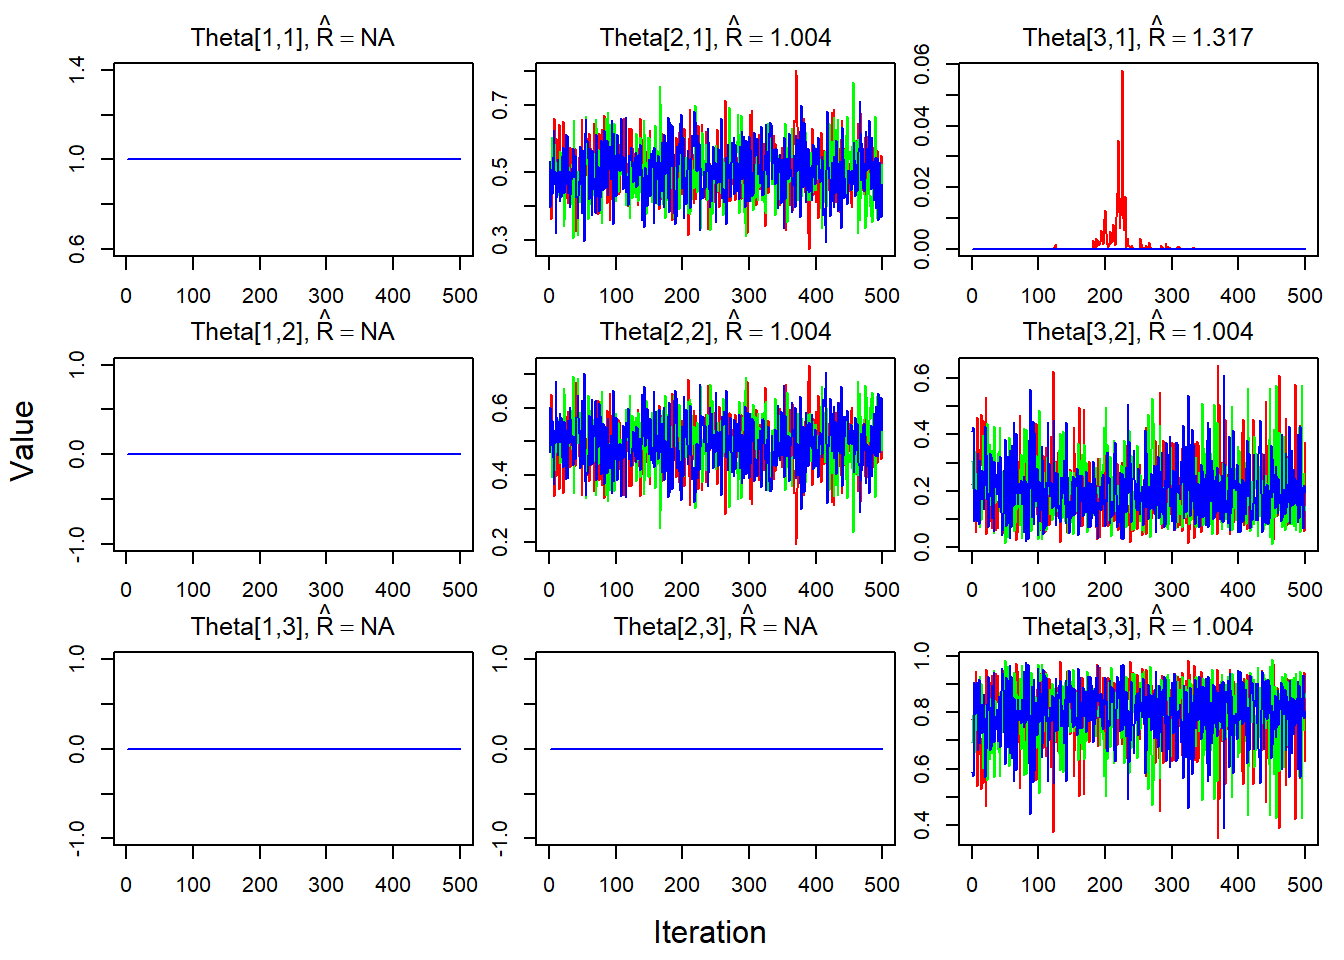 Theta[1,1], R̂ = NA
Theta[2,1], R̂ = 1.004
Theta[3,1], R̂ = 1.317
0.6 1.0 1.4
0 100 200 300 400 500
0.3 0.5 0.7
0 100 200 300 400 500
0.00 0.02 0.04 0.06
0 100 200 300 400 500
Theta[1,2], R̂ = NA
Theta[2,2], R̂ = 1.004
Theta[3,2], R̂ = 1.004
-1.0 0.0 1.0
0 100 200 300 400 500
0.2 0.4 0.6
0 100 200 300 400 500
0.0 0.2 0.4 0.6
0 100 200 300 400 500
Theta[1,3], R̂ = NA
Theta[2,3], R̂ = NA
Theta[3,3], R̂ = 1.004
-1.0 0.0 1.0
0 100 200 300 400 500
-1.0 0.0 1.0
0 100 200 300 400 500
0.4 0.6 0.8 1.0
0 100 200 300 400 500
Value
Iteration